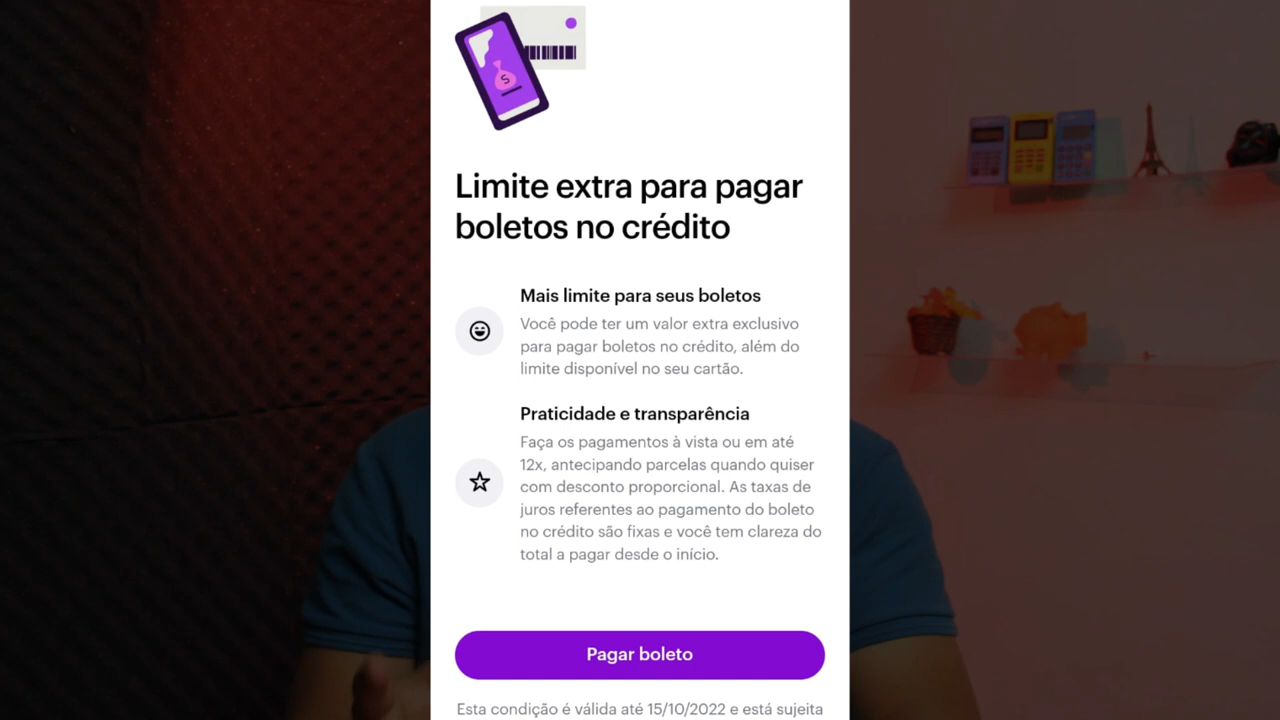 Limite extra para pagar
boletos no crédito
Mais limite para seus boletos
Você pode ter um valor extra exclusivo
para pagar boletos no crédito, além do
limite disponível no seu cartão.
Praticidade e transparência
Faça os pagamentos à vista ou em até
12x, antecipando parcelas quando quiser
com desconto proporcional. As taxas de
juros referentes ao pagamento do boleto
no crédito são fixas e você tem clareza do
total a pagar desde o início.
Pagar boleto
Esta condição é válida até 15/10/2022 e está sujeita